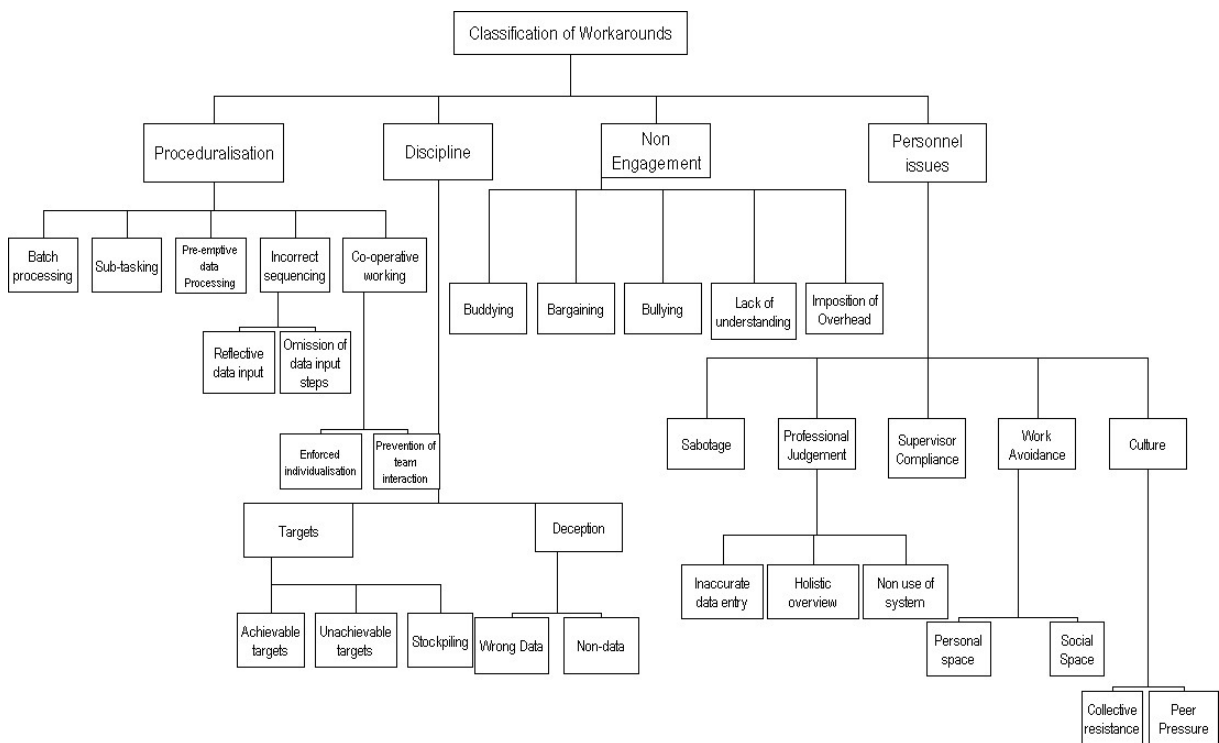 Classification of Workarounds
Proceduralisation
Discipline
Non
Engagement
Personnel
issues
Batch
processing
Sub-tasking
Pre-emptive
data
Processing
Incorrect
sequencing
Co-operative
working
Buddying
Bargaining
Bullying
Lack of
understanding
Imposition of
Overhead
Reflective
data input
Omission of
data input
steps
Enforced
individualisation
Prevention of
team
interaction
Sabotage
Professional
Judgement
Supervisor
Compliance
Work
Avoidance
Culture
Targets
Deception
Inaccurate
data entry
Holistic
overview
Non use of
system
Achievable
targets
Unachievable
targets
Stockpiling
Wrong Data
Non-data
Personal
space
Social
Space
Collective
resistance
Peer
Pressure